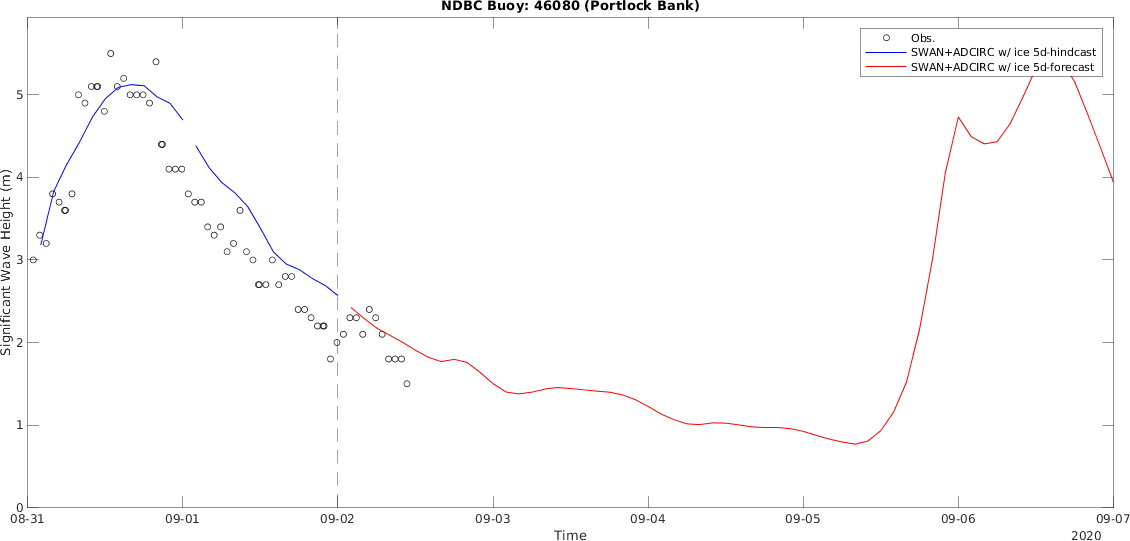 NDBC Buoy: 46080 (Portlock Bank)
Obs.
SWAN+ADCIRC w/ ice 5d-hindcast
SWAN+ADCIRC w/ ice 5d-forecast
Significant Wave Height (m)
5
4
3
2
1
0
08-31 09-01 09-02 09-03 09-04 09-05 09-06 09-07
Time
2020